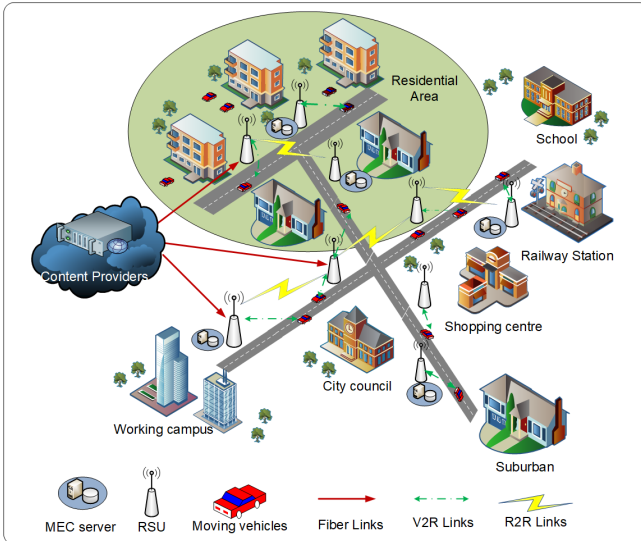 Residential
Area
School
Content Providers
Railway Station
Shopping centre
City council
Working campus
Suburban
MEC server
RSU
Moving vehicles
Fiber Links
V2R Links
R2R Links